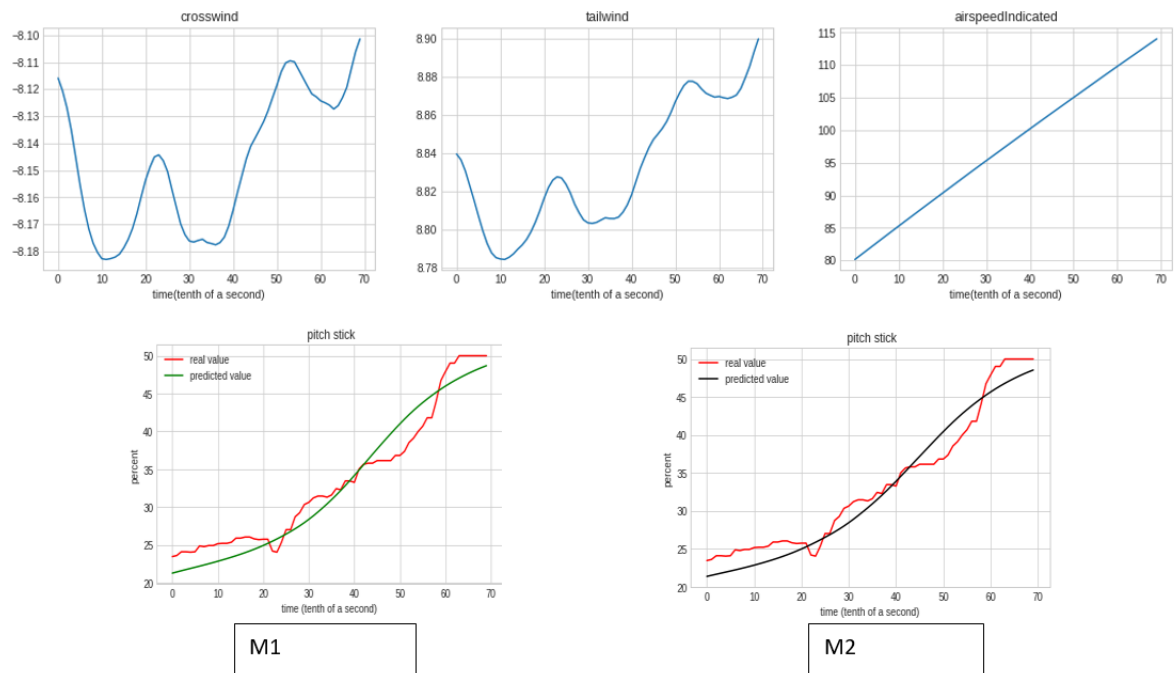 crosswind
−8.10
−8.11
−8.12
−8.13
−8.14
−8.15
−8.16
−8.17
−8.18
0 10 20 30 40 50 60 70
time(tenth of a second)
tailwind
8.90
8.88
8.86
8.84
8.82
8.80
8.78
0 10 20 30 40 50 60 70
time(tenth of a second)
airspeedIndicated
115
110
105
100
95
90
85
80
0 10 20 30 40 50 60 70
time(tenth of a second)
pitch stick
real value
predicted value
percent
50
45
40
35
30
25
20
0 10 20 30 40 50 60 70
time (tenth of a second)
M1
pitch stick
real value
predicted value
percent
50
45
40
35
30
25
20
0 10 20 30 40 50 60 70
time (tenth of a second)
M2